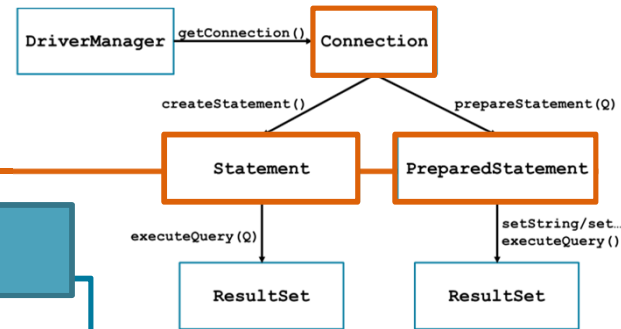 DriverManager
getConnection()
Connection
createStatement()
prepareStatement(Q)
Statement
PreparedStatement
executeQuery(Q)
setString/set…
executeQuery()
ResultSet
ResultSet